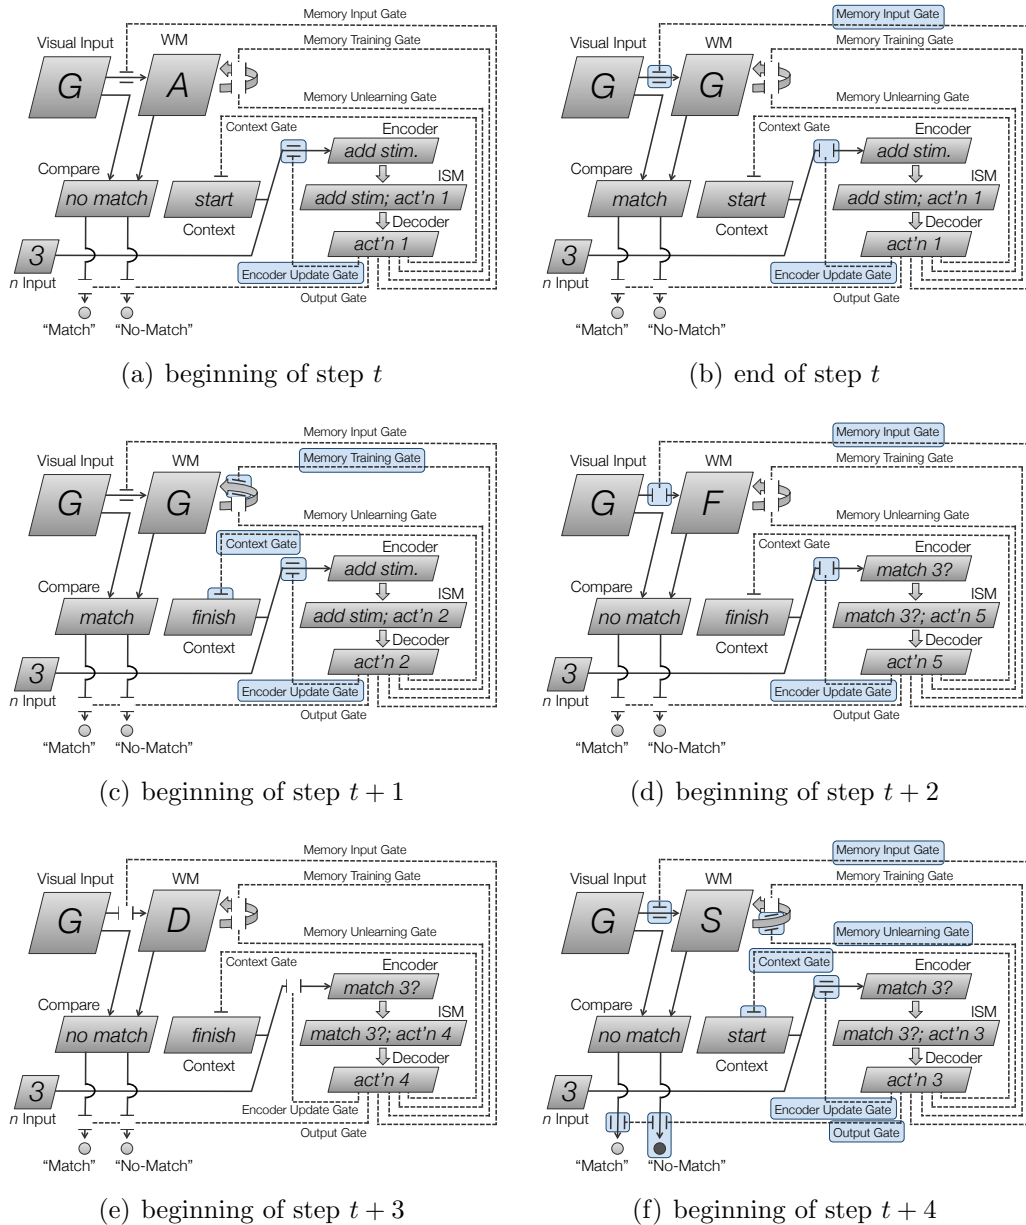 Memory Input Gate
Visual Input
WM
Memory Training Gate
G
A
Memory Unlearning Gate
Context Gate
Encoder
add stim.
Compare
ISM
no match
start
add stim; act'n 1
Context
Decoder
3
act'n 1
n Input
Encoder Update Gate
Output Gate
“Match”
“No-Match”
(a) beginning of step t
Memory Input Gate
Visual Input
WM
Memory Training Gate
G
G
Memory Unlearning Gate
Context Gate
Encoder
add stim.
Compare
ISM
match
start
add stim; act'n 1
Context
Decoder
3
act'n 1
n Input
Encoder Update Gate
Output Gate
“Match”
“No-Match”
(b) end of step t
Memory Input Gate
Visual Input
WM
Memory Training Gate
G
G
Memory Unlearning Gate
Context Gate
Encoder
add stim.
Compare
ISM
match
finish
add stim; act'n 2
Context
Decoder
3
act'n 2
n Input
Encoder Update Gate
Output Gate
“Match”
“No-Match”
(c) beginning of step t + 1
Memory Input Gate
Visual Input
WM
Memory Training Gate
G
F
Memory Unlearning Gate
Context Gate
Encoder
match 3?
Compare
ISM
no match
finish
match 3?; act'n 5
Context
Decoder
3
act'n 5
n Input
Encoder Update Gate
Output Gate
“Match”
“No-Match”
(d) beginning of step t + 2
Memory Input Gate
Visual Input
WM
Memory Training Gate
G
D
Memory Unlearning Gate
Context Gate
Encoder
match 3?
Compare
ISM
no match
finish
match 3?; act'n 4
Context
Decoder
3
act'n 4
n Input
Encoder Update Gate
Output Gate
“Match”
“No-Match”
(e) beginning of step t + 3
Memory Input Gate
Visual Input
WM
Memory Training Gate
G
S
Memory Unlearning Gate
Context Gate
Encoder
match 3?
Compare
ISM
no match
start
match 3?; act'n 3
Context
Decoder
3
act'n 3
n Input
Encoder Update Gate
Output Gate
“Match”
“No-Match”
(f) beginning of step t + 4